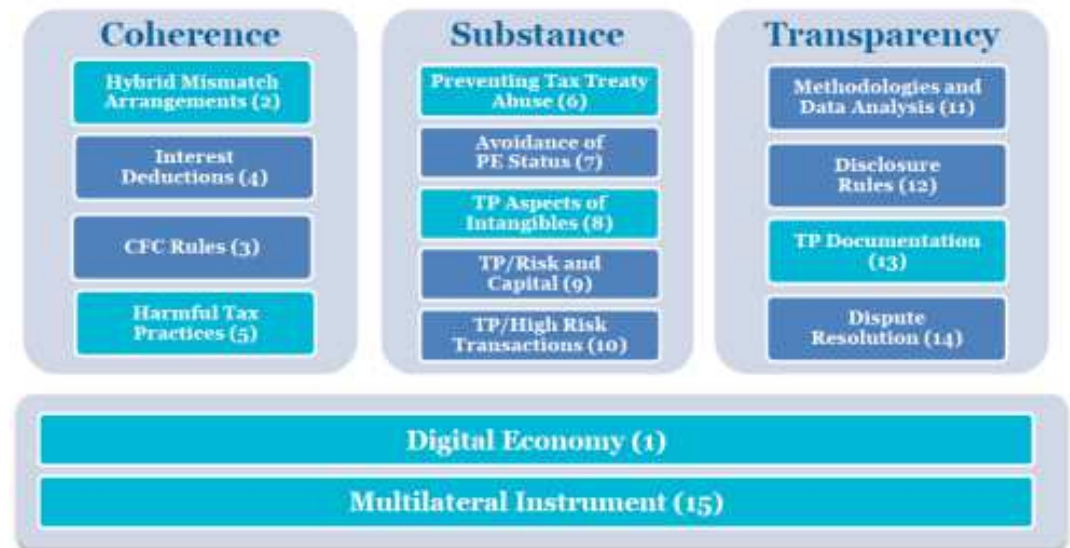 Coherence
Hybrid Mismatch
Arrangements (2)
Interest
Deductions (4)
CFC Rules (3)
Harmful Tax
Practices (5)
Substance
Preventing Tax Treaty
Abuse (6)
Avoidance of
PE Status (7)
TP Aspects of
Intangibles (8)
TP/Risk and
Capital (9)
TP/High Risk
Transactions (10)
Transparency
Methodologies and
Data Analysis (11)
Disclosure
Rules (12)
TP Documentation
(13)
Dispute
Resolution (14)
Digital Economy (1)
Multilateral Instrument (15)